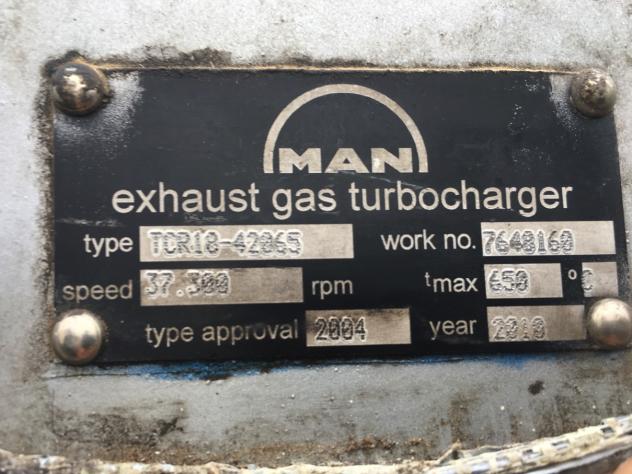 MAN
exhaust gas turbocharger
type TCR18-42065 work no. 7640160
speed 37.300 rpm tmax 650 °C
type approval 2004 year 2010